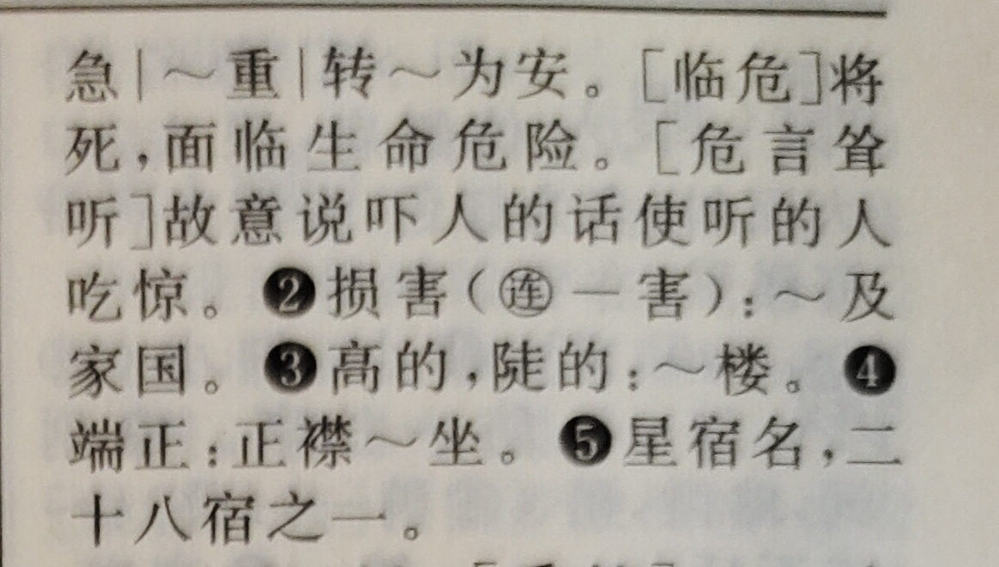 急|～重|转～为安。[临危]将
死,面临生命危险。[危言耸
听]故意说吓人的话使听的人
吃惊。❷损害(㊣一害):～及
家国。❸高的,陡的:～楼。❹
端正:正襟～坐。❺星宿名,二
十八宿之一。